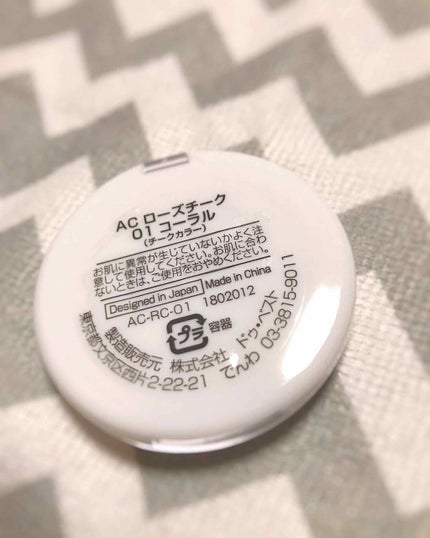 AC ローズチーク
01 コーラル
(チークカラー)
お肌に異常が生じていないかよく注
意して使用してください。お肌に合わ
ないときは、ご使用をおやめください。
Designed in Japan Made in China
AC-RC-01 1802012
プラ 容器
製造販売元 株式会社 ドゥ・ベスト
東京都文京区西片2-22-21 でんわ 03-3815-9011